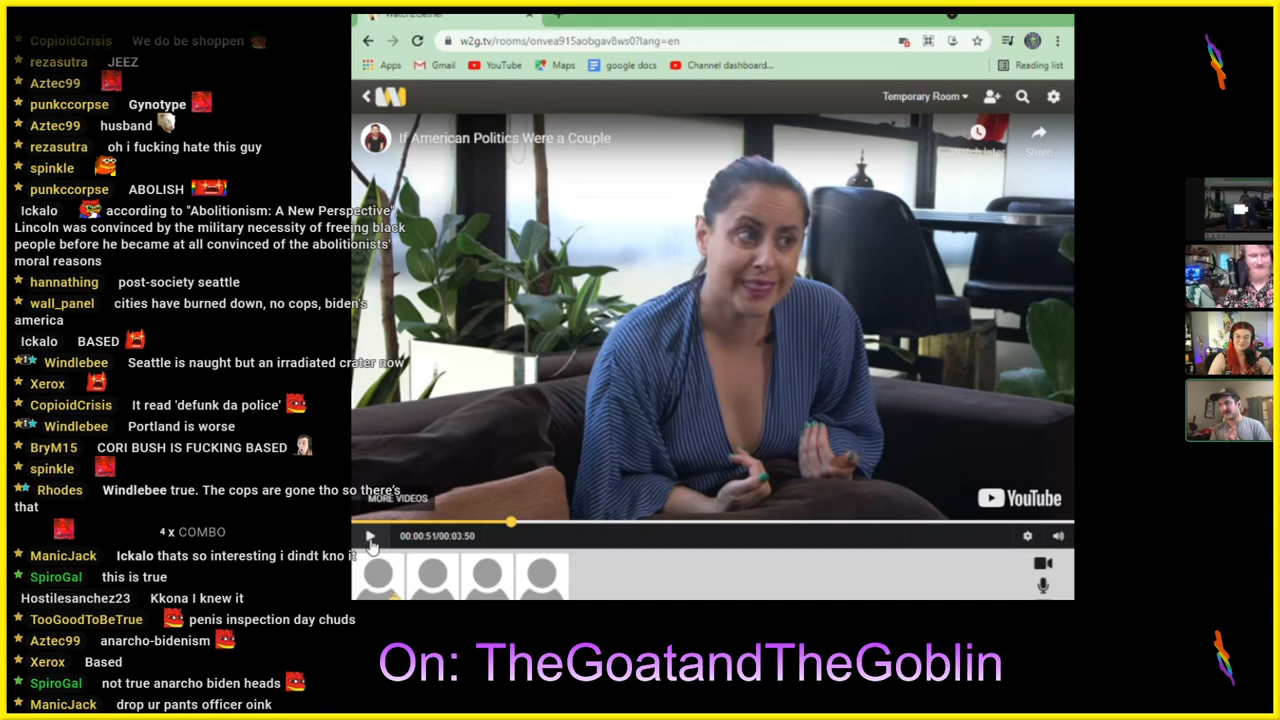 CopioidCrisis We do be shoppen
rezasutra JEEZ
Aztec99
punkccorpse Gynotype
Aztec99 husband
rezasutra oh i fucking hate this guy
spinkle
punkccorpse ABOLISH
Ickalo according to "Abolitionism: A New Perspective",
Lincoln was convinced by the military necessity of freeing black
people before he became at all convinced of the abolitionists'
moral reasons
hannathing post-society seattle
wall_panel cities have burned down, no cops, biden's
america
Ickalo BASED
Windlebee Seattle is naught but an irradiated crater now
Xerox
CopioidCrisis It read 'defunk da police'
Windlebee Portland is worse
BryM15 CORI BUSH IS FUCKING BASED
spinkle
Rhodes Windlebee true. The cops are gone tho so there's
that
4 x COMBO
ManicJack Ickalo thats so interesting i dindt kno it
SpiroGal this is true
Hostilesanchez23 Kkona I knew it
TooGoodToBeTrue penis inspection day chuds
Aztec99 anarcho-bidenism
Xerox Based
SpiroGal not true anarcho biden heads
ManicJack drop ur pants officer oink
w2g.tv/rooms/onvea915aobgav8ws0?lang=en
Apps Gmail YouTube Maps google docs Channel dashboard... Reading list
Temporary Room
If American Politics Were a Couple
Watch later Share
MORE VIDEOS
YouTube
00:00:51/00:03:50
On: TheGoatandTheGoblin